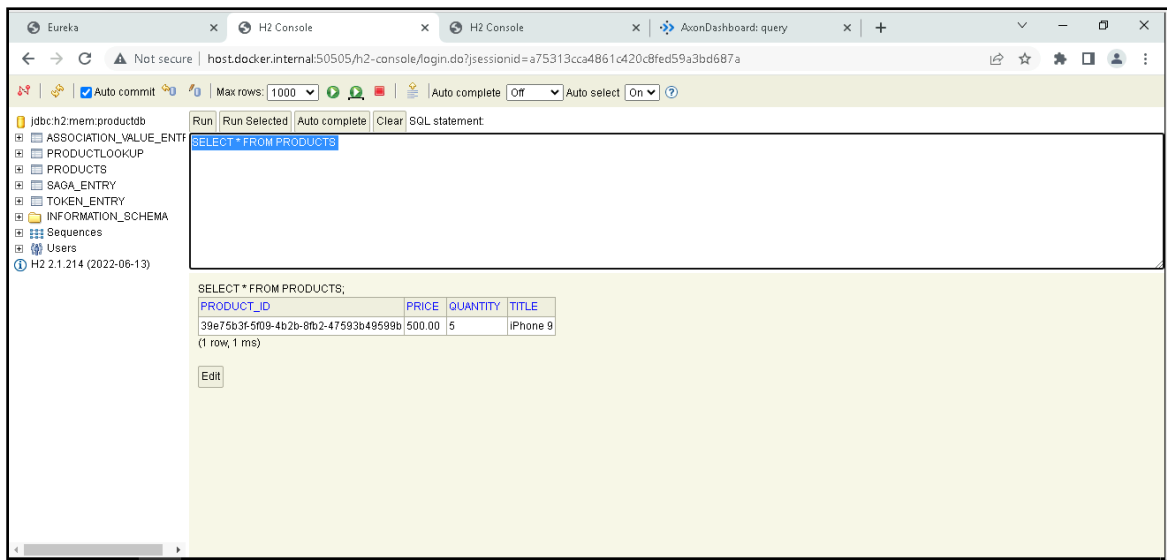 Eureka
H2 Console
H2 Console
AxonDashboard: query
Not secure | host.docker.internal:50505/h2-console/login.do?jsessionid=a75313cca4861c420c8fed59a3bd687a
Auto commit Max rows: 1000 Auto complete Off Auto select On
jdbc:h2:mem:productdb
ASSOCIATION_VALUE_ENTF
PRODUCTLOOKUP
PRODUCTS
SAGA_ENTRY
TOKEN_ENTRY
INFORMATION_SCHEMA
Sequences
Users
H2 2.1.214 (2022-06-13)
Run Run Selected Auto complete Clear SQL statement:
SELECT * FROM PRODUCTS
SELECT * FROM PRODUCTS;
PRODUCT_ID PRICE QUANTITY TITLE
39e75b3f-5f09-4b2b-8fb2-47593b49599b 500.00 5 iPhone 9
(1 row, 1 ms)
Edit